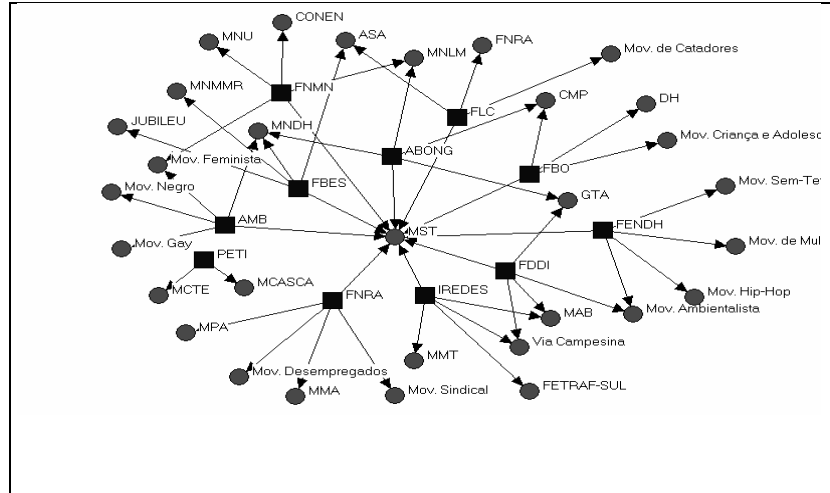 CONEN
MNU
ASA
FNRA
MNLM
Mov. de Catadores
MNMMR
FNMN
CMP
DH
JUBILEU
FLC
MNDH
ABONG
Mov. Criança e Adolesc
Mov. Feminista
FBO
Mov. Negro
FBES
GTA
Mov. Sem-Tet
AMB
MST
FENDH
Mov. Gay
Mov. de Mul
PETI
FDDI
MCTE
MCASCA
FNRA
IREDES
Mov. Hip-Hop
MAB
Mov. Ambientalista
MPA
Via Campesina
MMT
Mov. Desempregados
MMA
Mov. Sindical
FETRAF-SUL